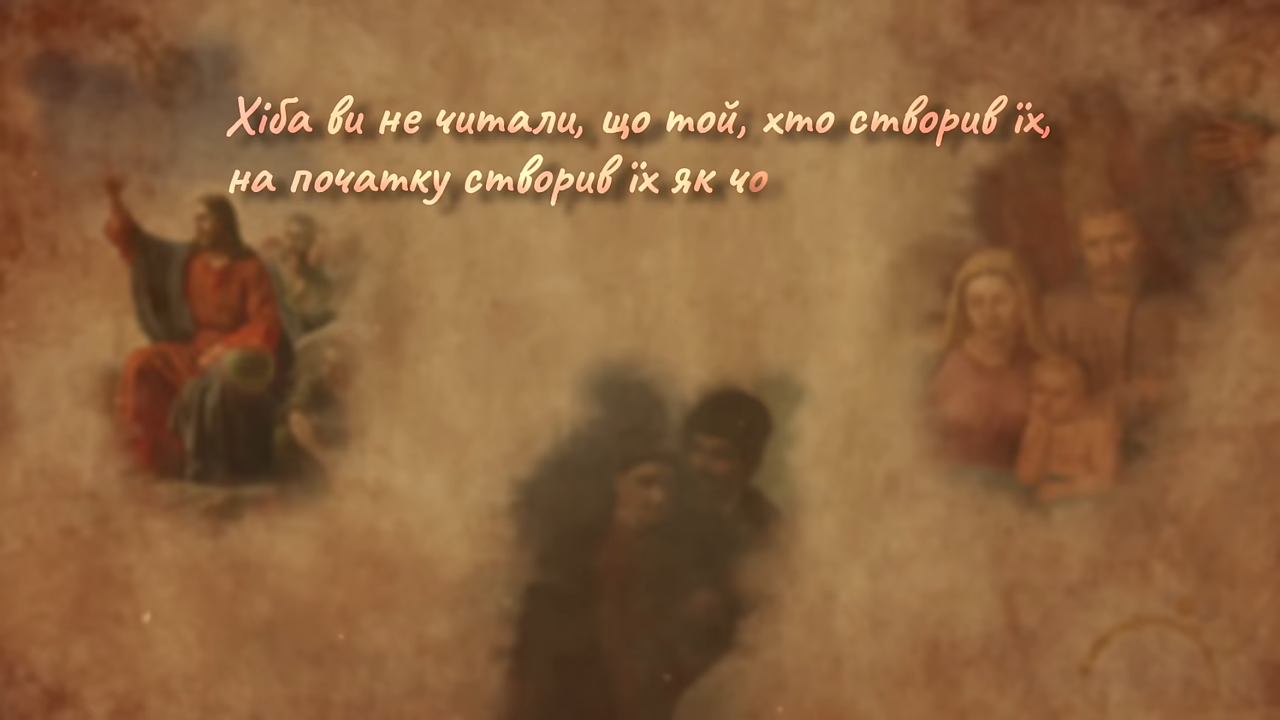 Хіба ви не читали, що той, хто створив їх,
на початку створив їх як чо